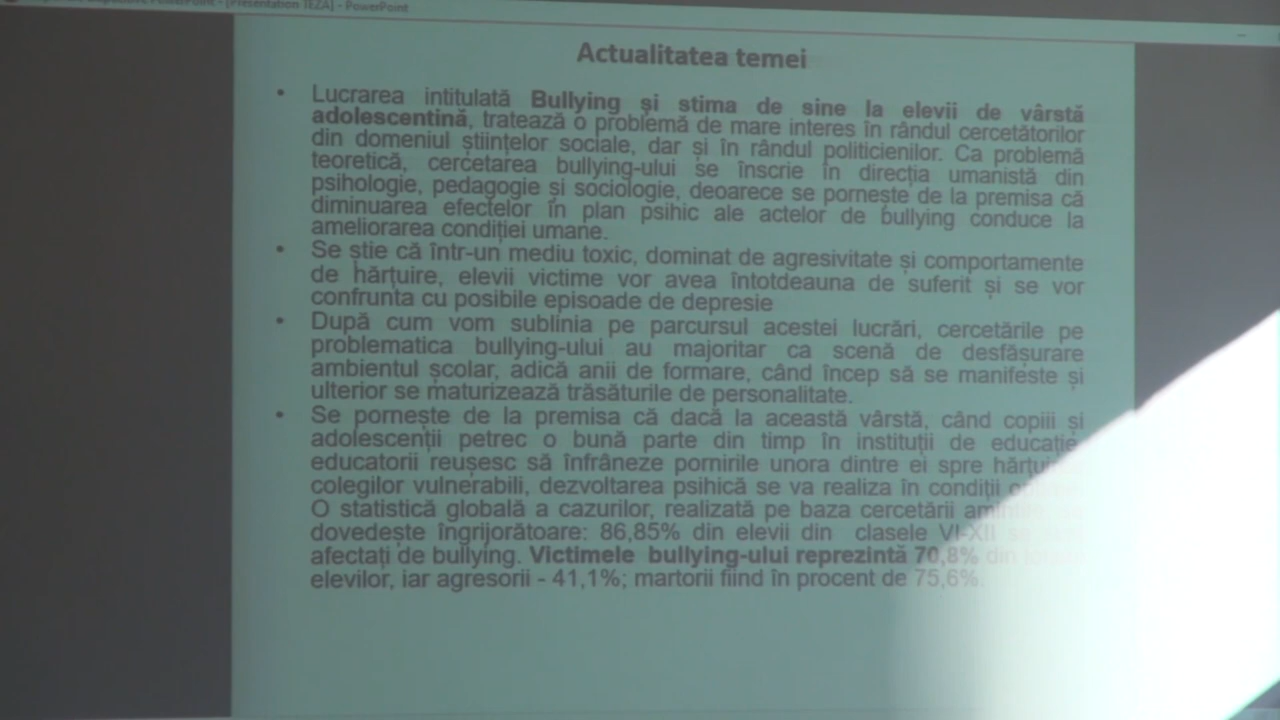 [Presentation TEZA] - PowerPoint
Actualitatea temei
• Lucrarea intitulată Bullying și stima de sine la elevii de vârstă
adolescentină, tratează o problemă de mare interes în rândul cercetătorilor
din domeniul științelor sociale, dar și în rândul politicienilor. Ca problemă
teoretică, cercetarea bullying-ului se înscrie în direcția umanistă din
psihologie, pedagogie și sociologie, deoarece se pornește de la premisa că
diminuarea efectelor în plan psihic ale actelor de bullying conduce la
ameliorarea condiției umane.
• Se știe că într-un mediu toxic, dominat de agresivitate și comportamente
de hărțuire, elevii victime vor avea întotdeauna de suferit și se vor
confrunta cu posibile episoade de depresie
• După cum vom sublinia pe parcursul acestei lucrări, cercetările pe
problematica bullying-ului au majoritar ca scenă de desfășurare
ambientul școlar, adică anii de formare, când încep să se manifeste și
ulterior se maturizează trăsăturile de personalitate.
• Se pornește de la premisa că dacă la această vârstă, când copiii și
adolescenții petrec o bună parte din timp în instituții de educație,
educatorii reușesc să înfrâneze pornirile unora dintre ei spre
colegilor vulnerabili, dezvoltarea psihică se va realiza în condiții
O statistică globală a cazurilor, realizată pe baza cercetării
dovedește îngrijorătoare: 86,85% din elevii din clasele VI-XII
afectați de bullying. Victimele bullying-ului reprezintă 70,8% din
elevilor, iar agresorii - 41,1%; martorii fiind în procent de 75,6%.